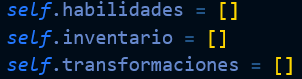 self.habilidades = []
self.inventario = []
self.transformaciones = []